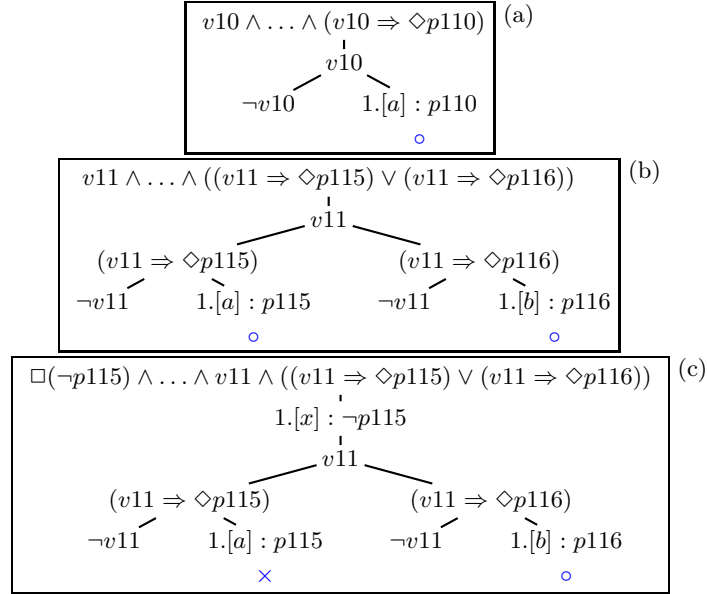 v10 ∧ … ∧ (v10 ⇒ ◇p110) (a)
v10
¬v10 1.[a] : p110
∘
v11 ∧ … ∧ ((v11 ⇒ ◇p115) ∨ (v11 ⇒ ◇p116)) (b)
v11
(v11 ⇒ ◇p115) (v11 ⇒ ◇p116)
¬v11 1.[a] : p115 ¬v11 1.[b] : p116
∘ ∘
□(¬p115) ∧ … ∧ v11 ∧ ((v11 ⇒ ◇p115) ∨ (v11 ⇒ ◇p116)) (c)
1.[x] : ¬p115
v11
(v11 ⇒ ◇p115) (v11 ⇒ ◇p116)
¬v11 1.[a] : p115 ¬v11 1.[b] : p116
× ∘